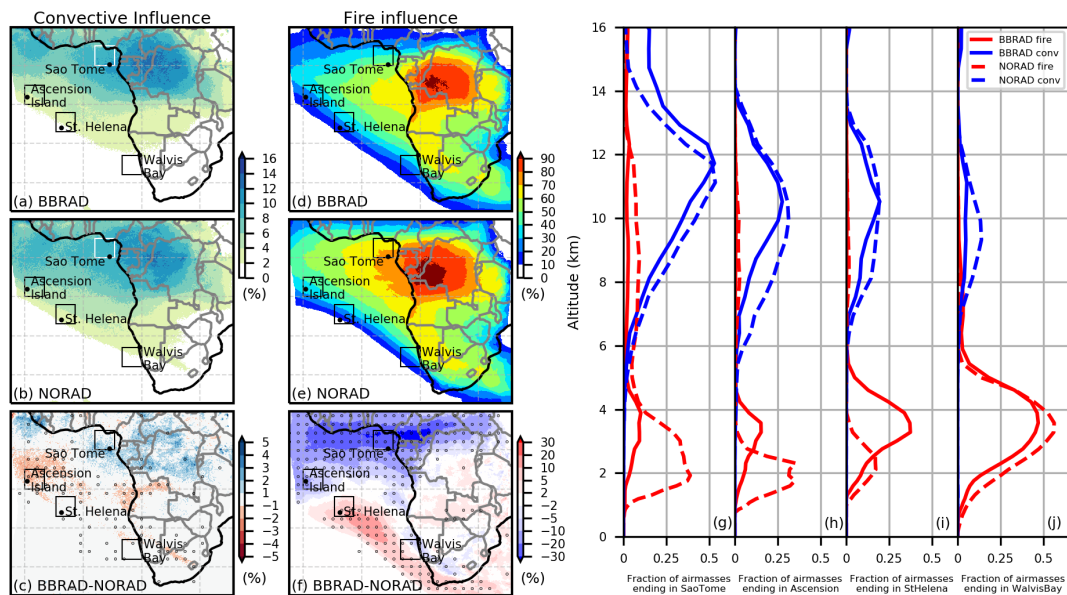 Convective Influence
Sao Tome
Ascension
Island
St. Helena
Walvis
Bay
(a) BBRAD
16
14
12
10
8
6
4
2
0
(%)
Sao Tome
Ascension
Island
St. Helena
Walvis
Bay
(b) NORAD
Sao Tome
Ascension
Island
St. Helena
Walvis
Bay
(c) BBRAD-NORAD
5
4
3
2
1
−1
−2
−3
−4
−5
(%)
Fire influence
Sao Tome
Ascension
Island
St. Helena
Walvis
Bay
(d) BBRAD
90
80
70
60
50
40
30
20
10
0
(%)
Sao Tome
Ascension
Island
St. Helena
Walvis
Bay
(e) NORAD
Sao Tome
Ascension
Island
St. Helena
Walvis
Bay
(f) BBRAD-NORAD
30
20
10
5
2
−2
−5
−10
−20
−30
(%)
Altitude (km)
16
14
12
10
8
6
4
2
0
BBRAD fire
BBRAD conv
NORAD fire
NORAD conv
(g)
(h)
(i)
(j)
0 0.5 0 0.5 0 0.5 0 0.5
Fraction of airmasses
ending in SaoTome
Fraction of airmasses
ending in Ascension
Fraction of airmasses
ending in StHelena
Fraction of airmasses
ending in WalvisBay